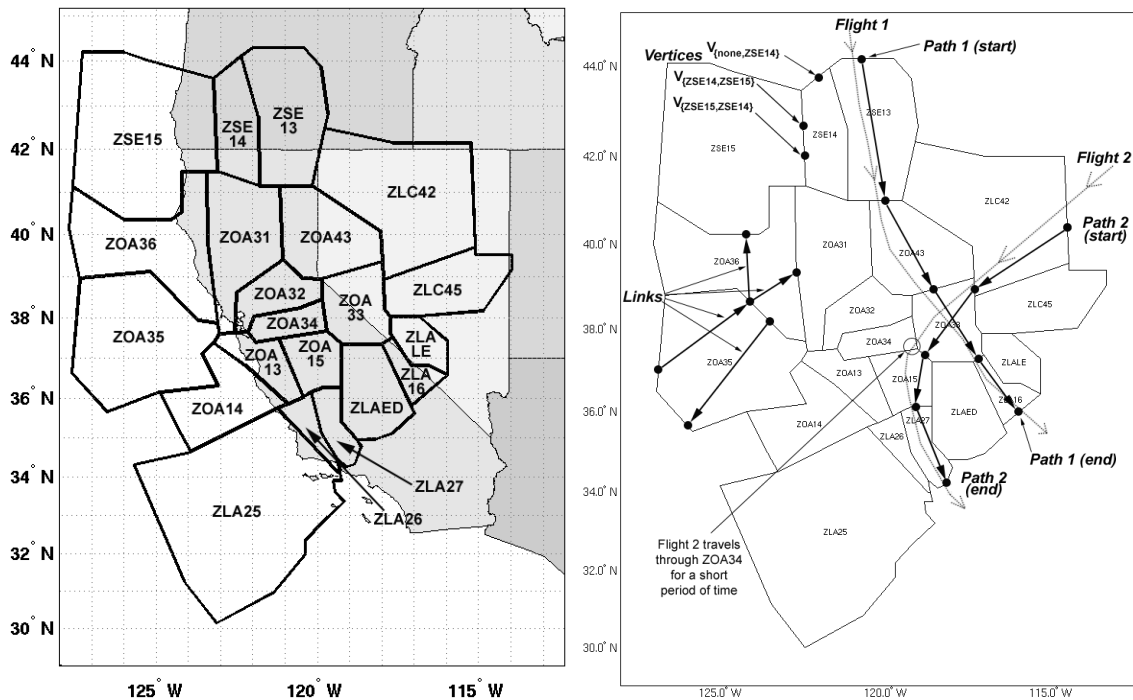 44° N
42° N
40° N
38° N
36° N
34° N
32° N
30° N
125° W
120° W
115° W
ZSE15
ZSE
14
ZSE
13
ZLC42
ZOA36
ZOA31
ZOA43
ZLC45
ZOA32
ZOA
33
ZOA34
ZOA35
ZOA
13
ZOA
15
ZLA
LE
ZLA
16
ZOA14
ZLAED
ZLA27
ZLA26
ZLA25
44.0° N
42.0° N
40.0° N
38.0° N
36.0° N
34.0° N
32.0° N
30.0° N
125.0° W
120.0° W
115.0° W
Flight 1
Vertices
V{none,ZSE14}
Path 1 (start)
V{ZSE14,ZSE15}
V{ZSE15,ZSE14}
ZSE13
ZSE14
ZSE15
Flight 2
ZLC42
Path 2
(start)
ZOA36
ZOA31
ZOA43
Links
ZOA32
ZOA33
ZLC45
ZOA34
ZOA35
ZOA13
ZOA15
ZLALE
ZLA16
ZLAED
ZOA14
ZLA27
ZLA26
Path 1 (end)
Path 2
(end)
ZLA25
Flight 2 travels
through ZOA34
for a short
period of time